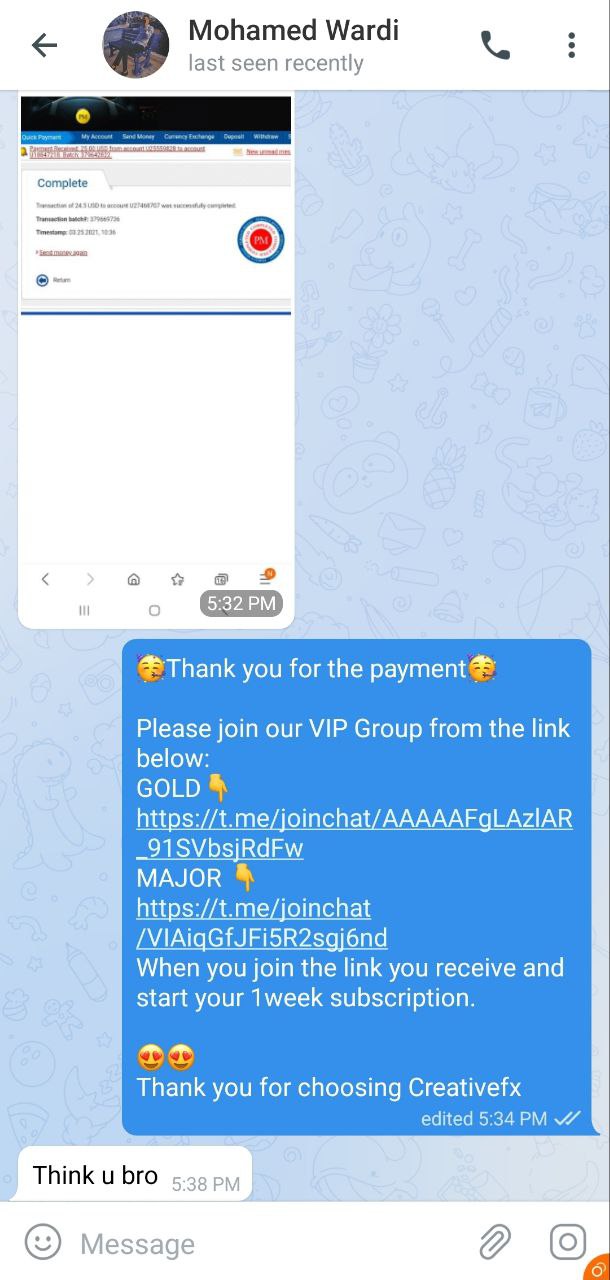 Mohamed Wardi
last seen recently
PM
Quick Payment My Account Send Money Currency Exchange Deposit Withdraw S
Payment Received: 25.00 USD from account U25559828 to account
U18647218. Batch: 379642822.
New unread mes
Complete
Transaction of 24.5 USD to account U27468707 was successfully completed.
Transaction batch#: 379669736
Timestamp: 03.25.2021, 10:36
PM
Send money again
Return
N
5:32 PM
🥳Thank you for the payment🥳
Please join our VIP Group from the link
below:
GOLD👇
https://t.me/joinchat/AAAAAFgLAzlAR
_91SVbsjRdFw
MAJOR 👇
https://t.me/joinchat
/VIAiqGfJFi5R2sgj6nd
When you join the link you receive and
start your 1week subscription.
😍😍
Thank you for choosing Creativefx
edited 5:34 PM
Think u bro 5:38 PM
Message